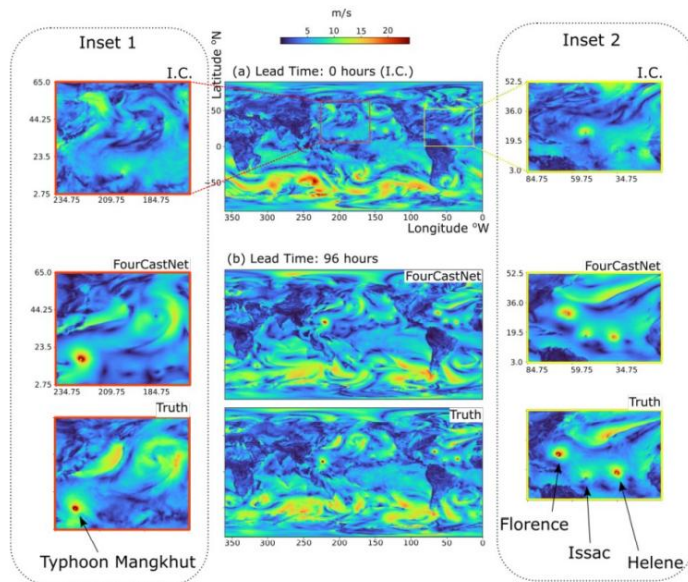 m/s
5 10 15 20 25
Inset 1
Inset 2
Latitude °N
(a) Lead Time: 0 hours (I.C.)
I.C.
65.0
44.25
23.5
2.75
234.75 209.75 184.75
50
0
−50
350 300 250 200 150 100 50 0
Longitude °W
I.C.
52.5
36.0
19.5
3.0
84.75 59.75 34.75
(b) Lead Time: 96 hours
FourCastNet
65.0
44.25
23.5
2.75
234.75 209.75 184.75
FourCastNet
FourCastNet
52.5
36.0
19.5
3.0
84.75 59.75 34.75
Truth
Truth
350 300 250 200 150 100 50 0
Truth
Typhoon Mangkhut
Florence
Issac
Helene